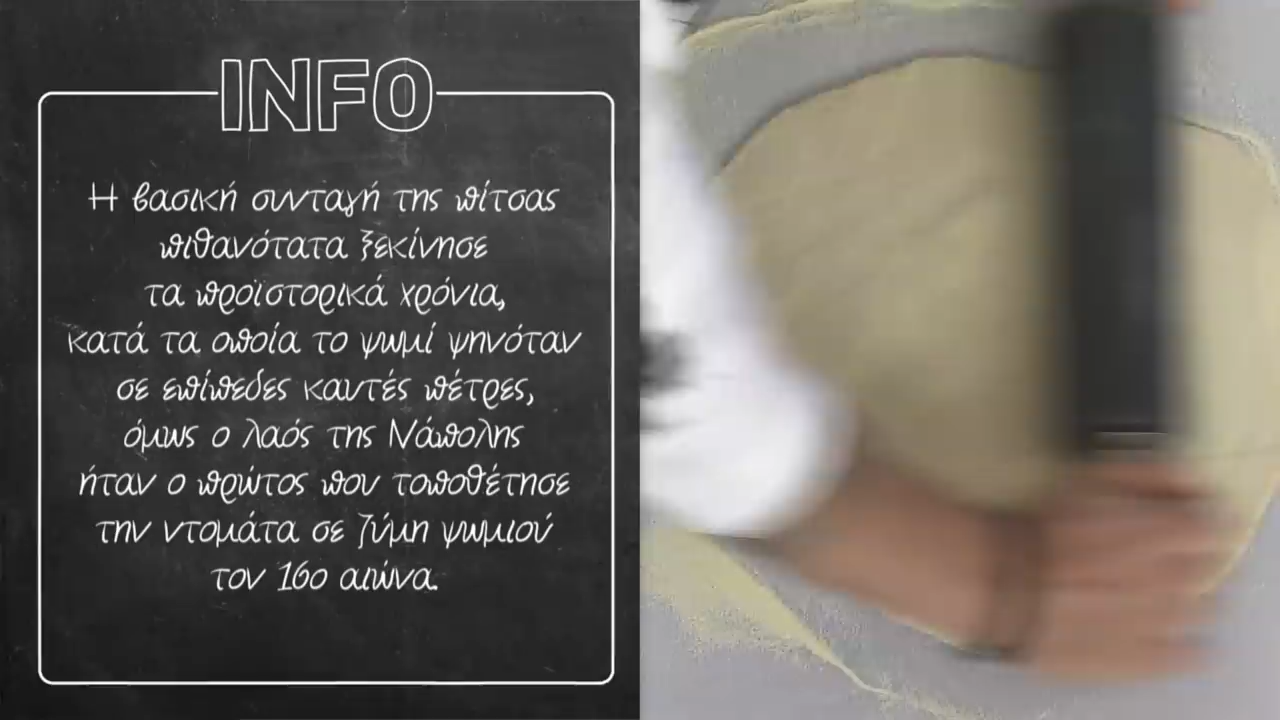 INFO
Η βασική συνταγή της πίτσας
πιθανότατα ξεκίνησε
τα προϊστορικά χρόνια,
κατά τα οποία το ψωμί ψηνόταν
σε επίπεδες καυτές πέτρες,
όμως ο λαός της Νάπολης
ήταν ο πρώτος που τοποθέτησε
την ντομάτα σε ζύμη ψωμιού
τον 16ο αιώνα.